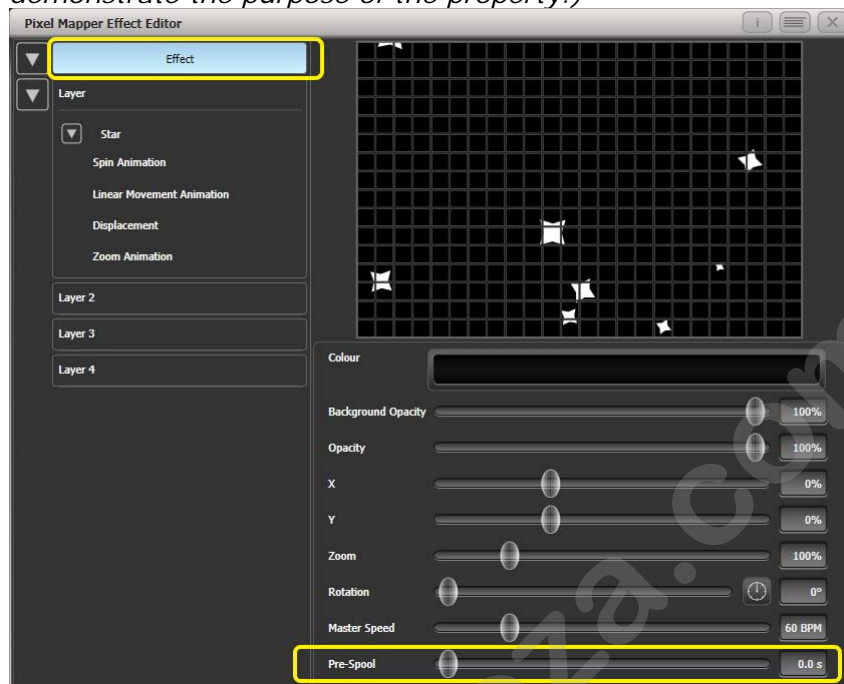 demonstrate the purpose of the property.)
Pixel Mapper Effect Editor
Effect
Layer
Star
Spin Animation
Linear Movement Animation
Displacement
Zoom Animation
Layer 2
Layer 3
Layer 4
Colour
Background Opacity 100%
Opacity 100%
X 0%
Y 0%
Zoom 100%
Rotation 0°
Master Speed 60 BPM
Pre-Spool 0.0 s
za.com